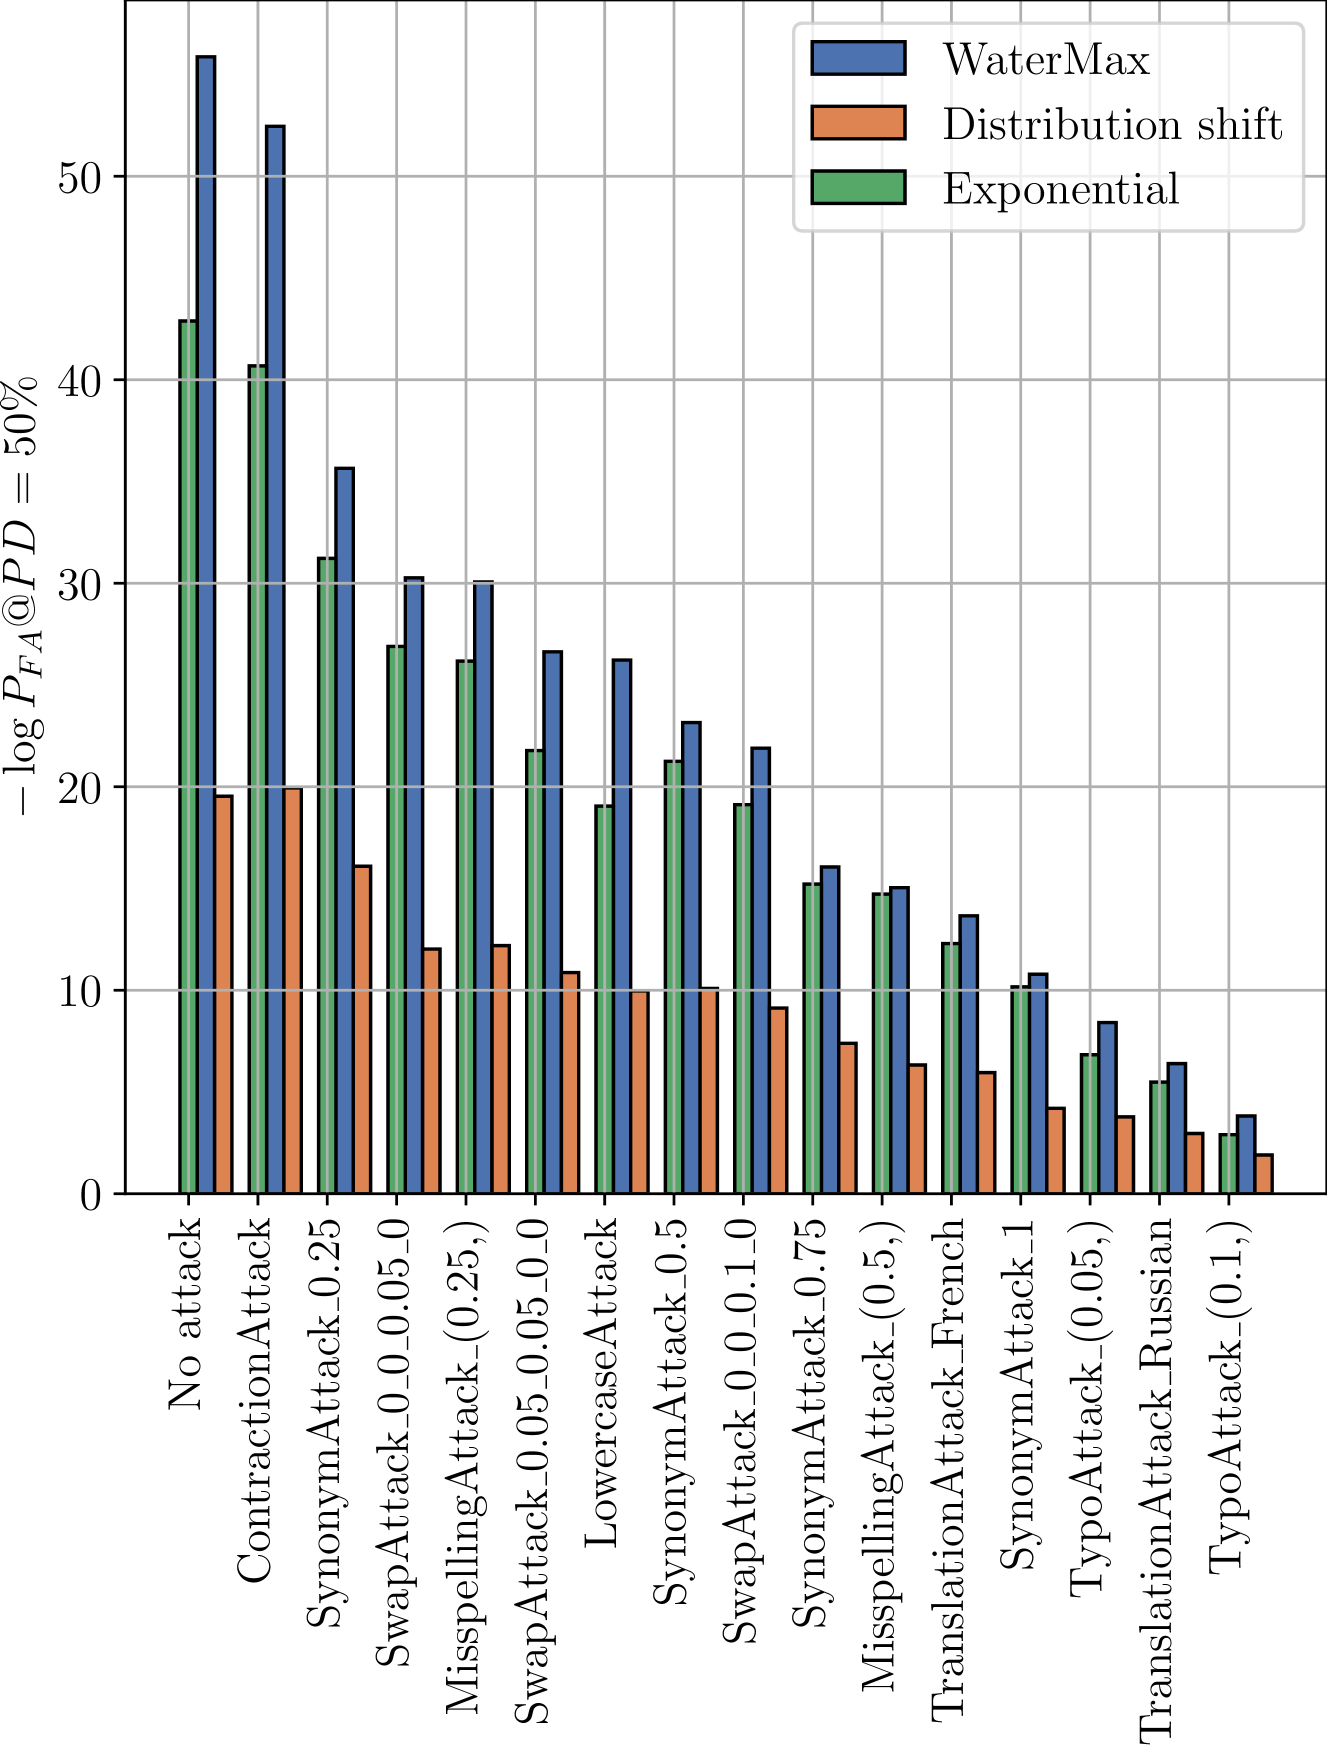 WaterMax
Distribution shift
Exponential
− log P_{FA}@PD = 50%
50
40
30
20
10
0
No attack
ContractionAttack
SynonymAttack_0.25
SwapAttack_0_0_0.05_0
MisspellingAttack_(0.25,)
SwapAttack_0.05_0.05_0_0
LowercaseAttack
SynonymAttack_0.5
SwapAttack_0_0_0.1_0
SynonymAttack_0.75
MisspellingAttack_(0.5,)
TranslationAttack_French
SynonymAttack_1
TypoAttack_(0.05,)
TranslationAttack_Russian
TypoAttack_(0.1,)